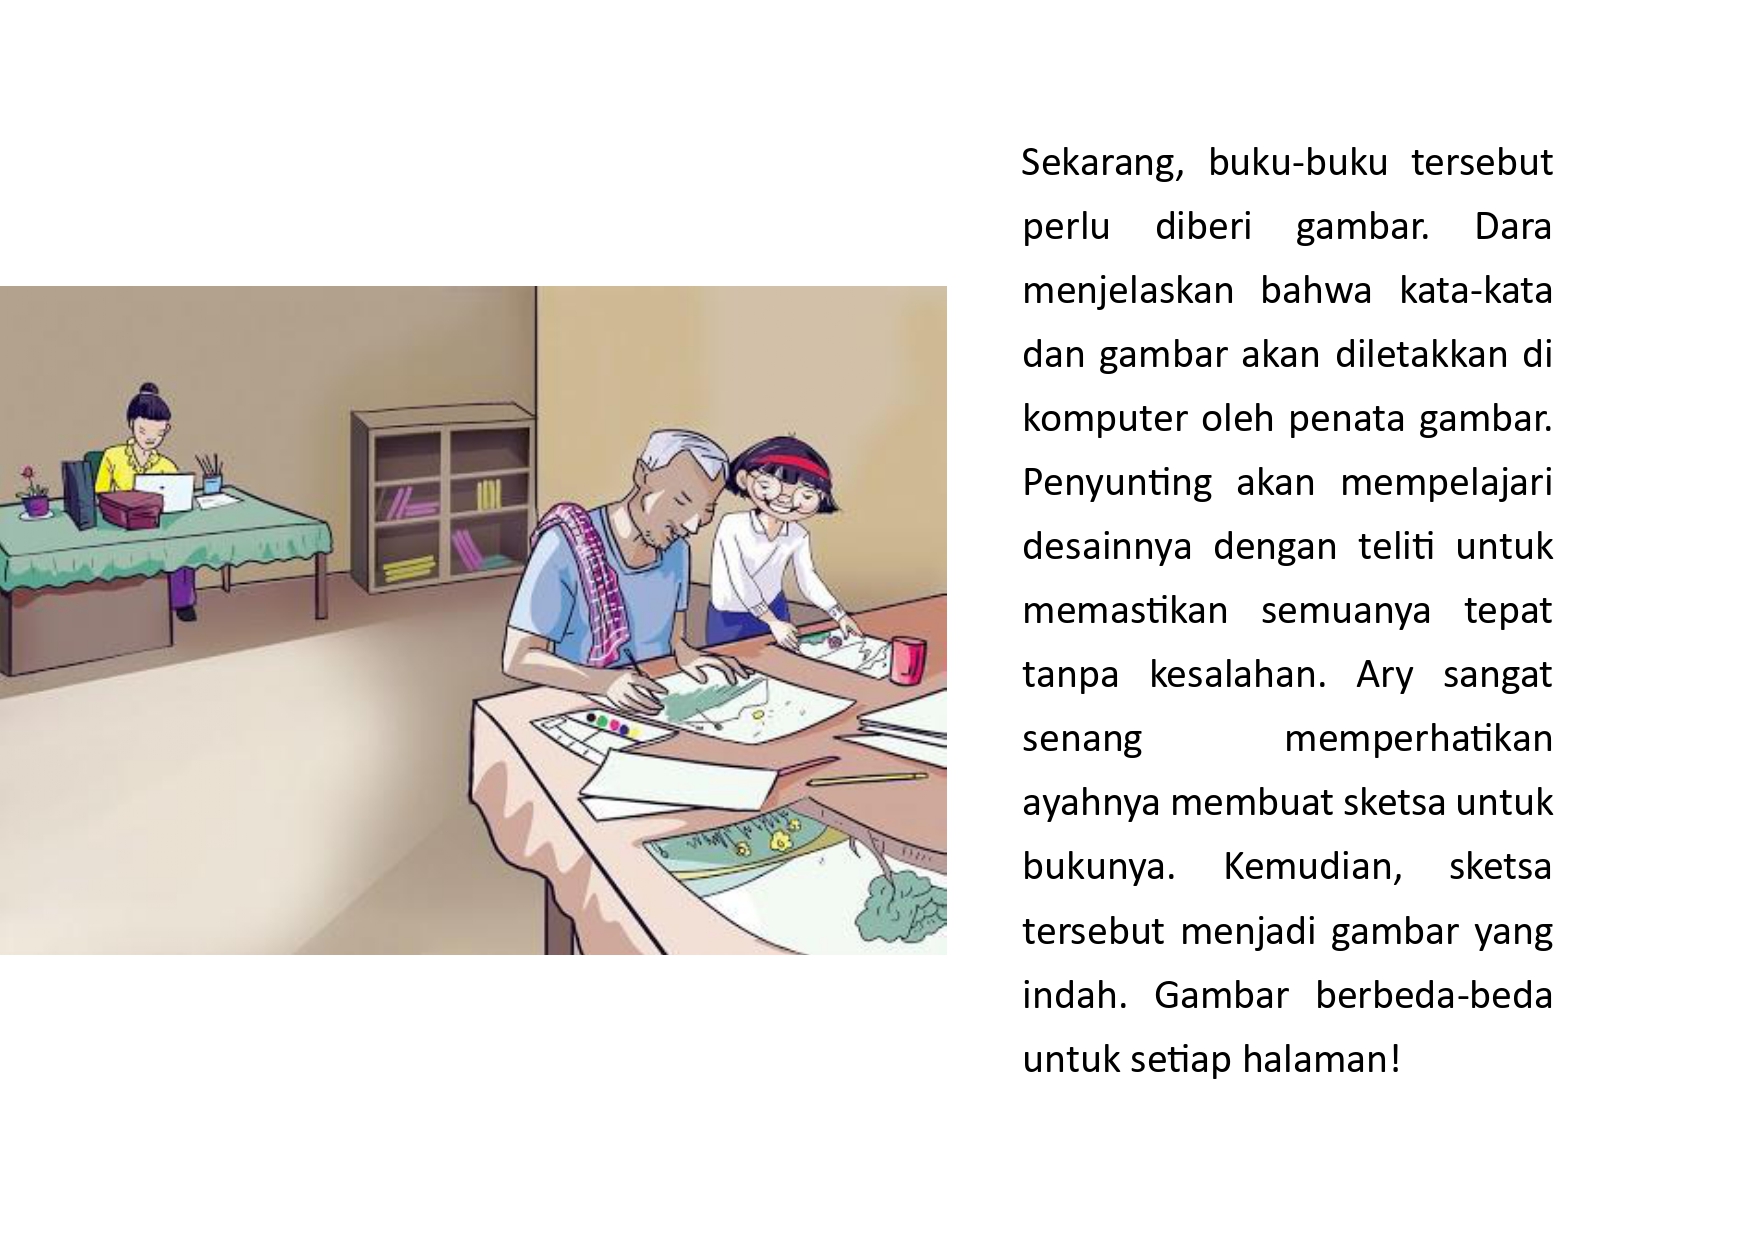 Sekarang, buku-buku tersebut
perlu diberi gambar. Dara
menjelaskan bahwa kata-kata
dan gambar akan diletakkan di
komputer oleh penata gambar.
Penyunting akan mempelajari
desainnya dengan teliti untuk
memastikan semuanya tepat
tanpa kesalahan. Ary sangat
senang memperhatikan
ayahnya membuat sketsa untuk
bukunya. Kemudian, sketsa
tersebut menjadi gambar yang
indah. Gambar berbeda-beda
untuk setiap halaman!